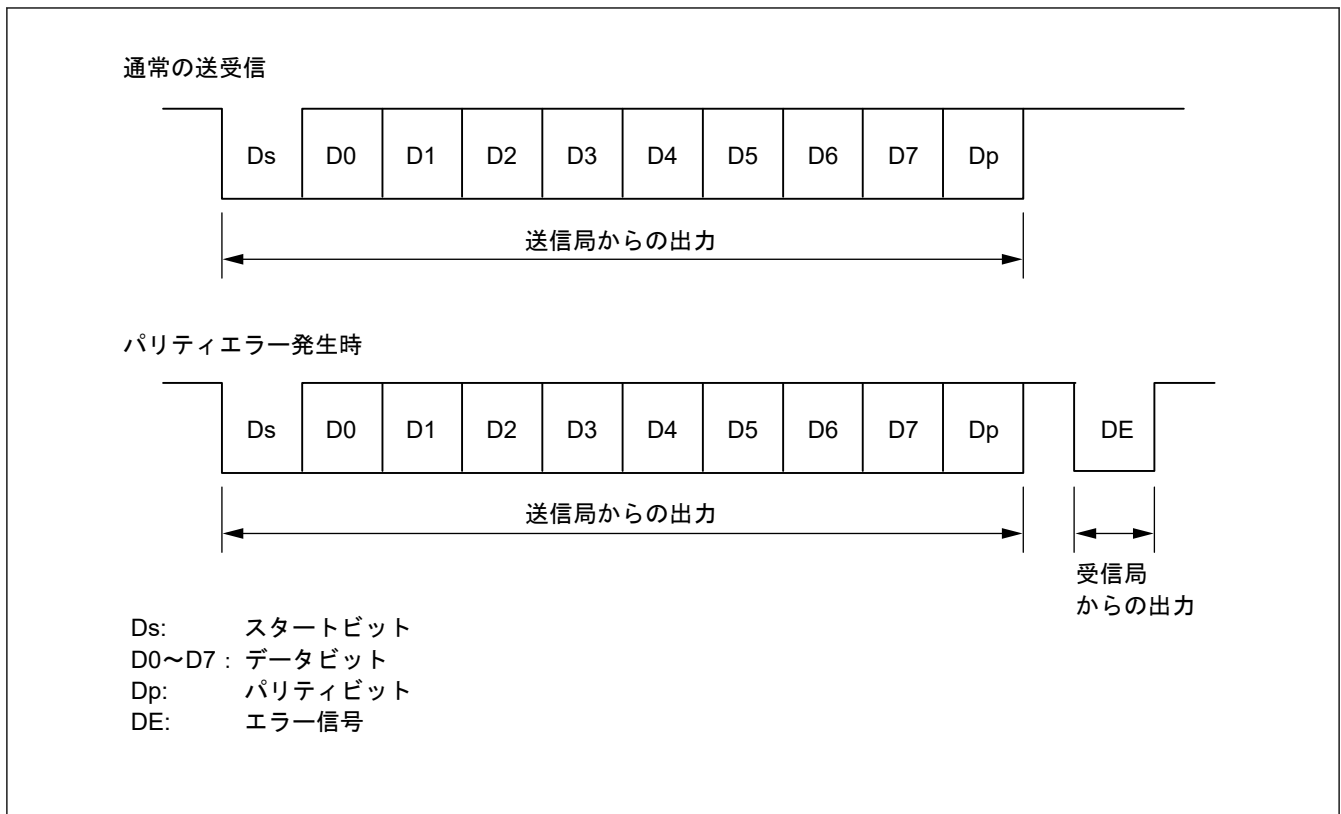 通常の送受信
Ds D0 D1 D2 D3 D4 D5 D6 D7 Dp
送信局からの出力
パリティエラー発生時
Ds D0 D1 D2 D3 D4 D5 D6 D7 Dp DE
送信局からの出力
受信局
からの出力
Ds: スタートビット
D0～D7： データビット
Dp: パリティビット
DE: エラー信号